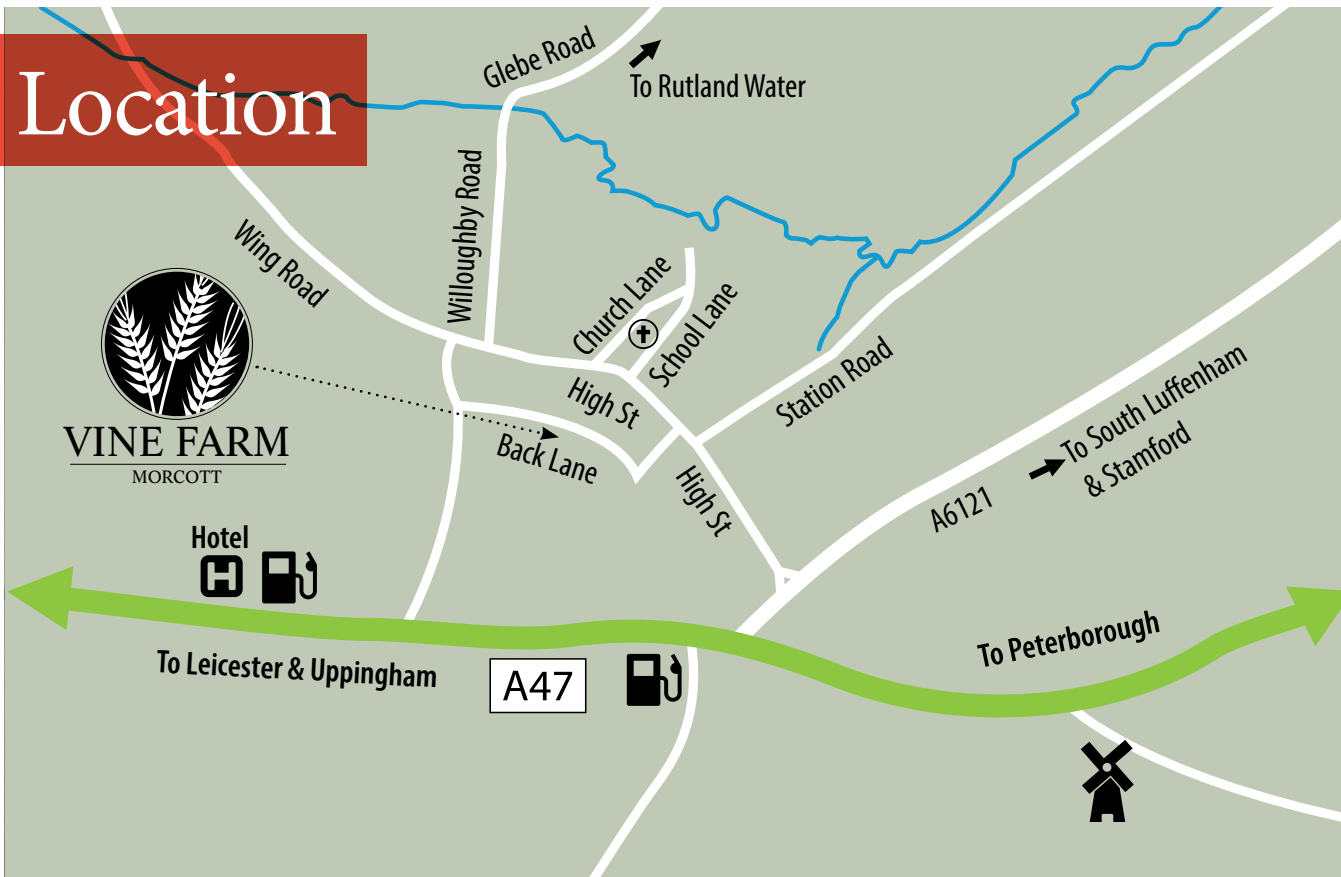 Location
Glebe Road
To Rutland Water
Willoughby Road
Wing Road
Church Lane
School Lane
VINE FARM
MORCOTT
High St
Back Lane
Station Road
High St
To South Luffenham
& Stamford
A6121
Hotel
H
To Leicester & Uppingham
A47
To Peterborough